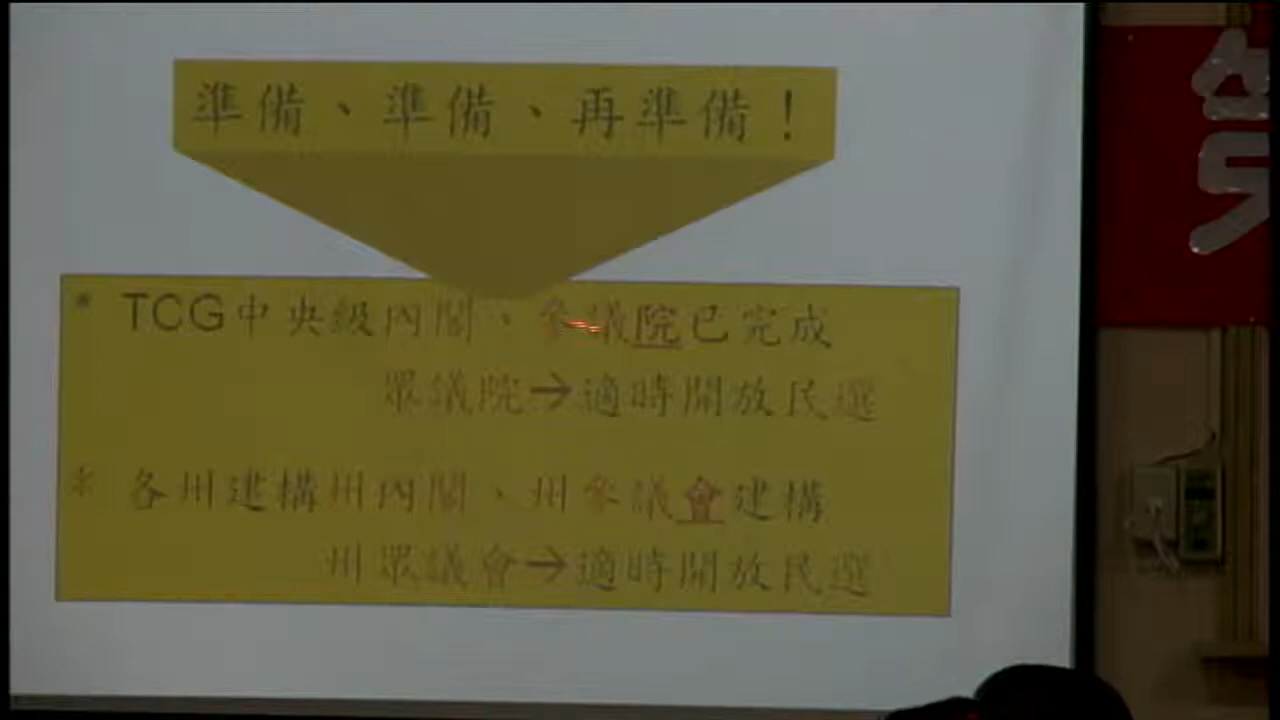 準備、準備、再準備！
* TCG中央級內閣、參議院已完成
眾議院→適時開放民選
* 各州建構州內閣、州參議會建構
州眾議會→適時開放民選